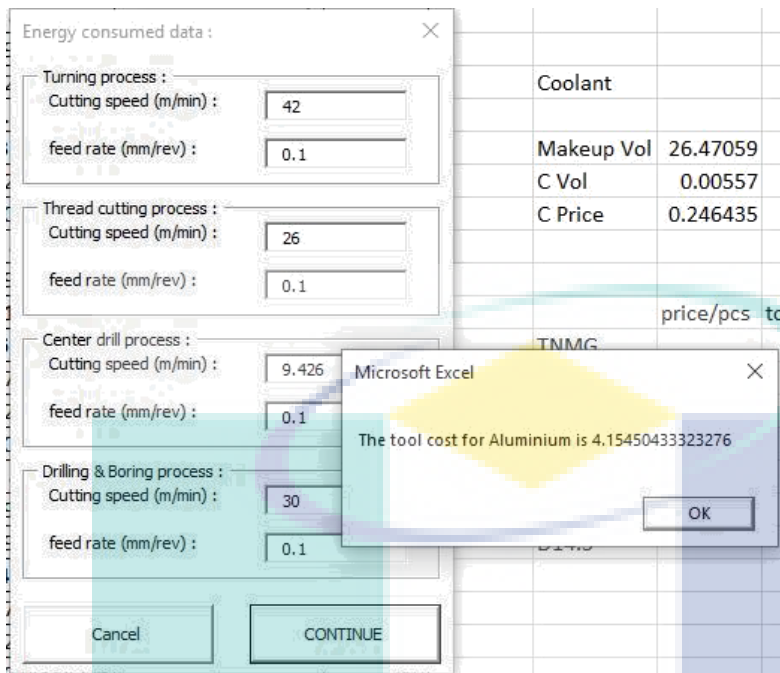 Energy consumed data :
Turning process :
Cutting speed (m/min) :
42
feed rate (mm/rev) :
0.1
Thread cutting process :
Cutting speed (m/min) :
26
feed rate (mm/rev) :
0.1
Center drill process :
Cutting speed (m/min) :
9.426
feed rate (mm/rev) :
0.1
Drilling & Boring process :
Cutting speed (m/min) :
30
feed rate (mm/rev) :
0.1
Cancel CONTINUE
Coolant
Makeup Vol 26.47059
C Vol 0.00557
C Price 0.246435
price/pcs
TNMG
Microsoft Excel
The tool cost for Aluminium is 4.15450433323276
OK